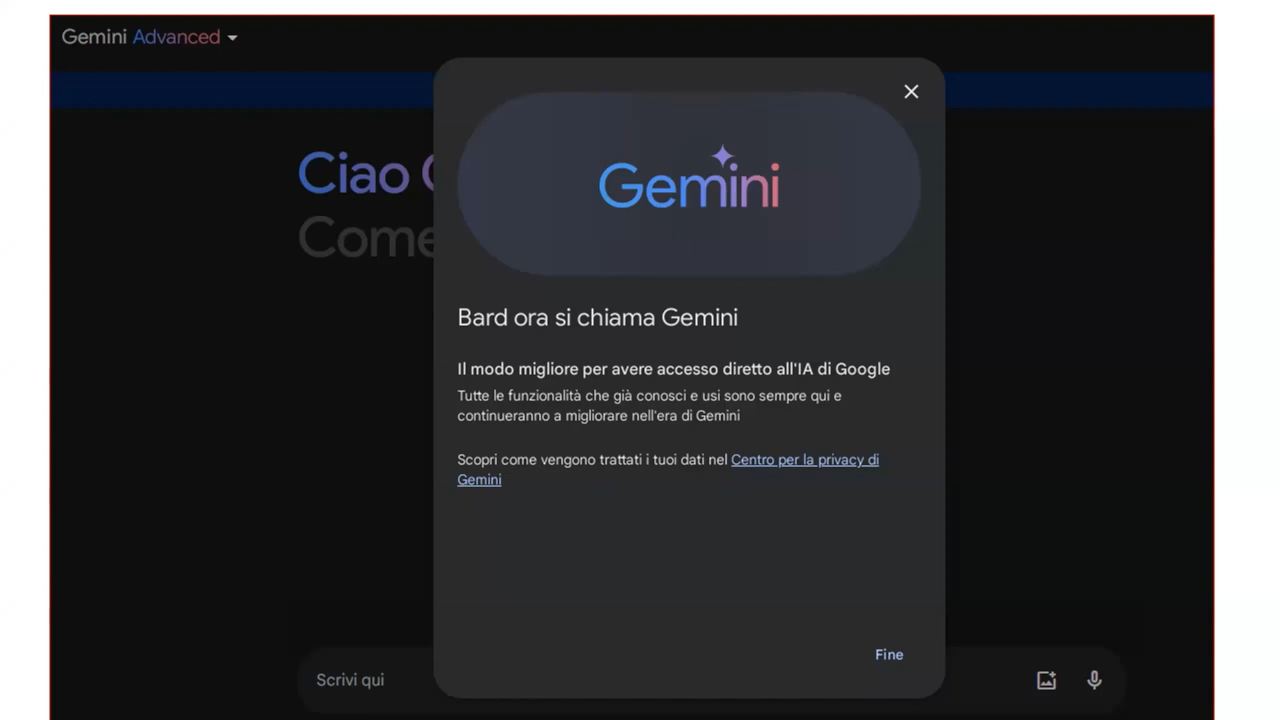 Gemini Advanced
Ciao
Come
Gemini
Bard ora si chiama Gemini
Il modo migliore per avere accesso diretto all'IA di Google
Tutte le funzionalità che già conosci e usi sono sempre qui e
continueranno a migliorare nell'era di Gemini
Scopri come vengono trattati i tuoi dati nel Centro per la privacy di
Gemini
Fine
Scrivi qui